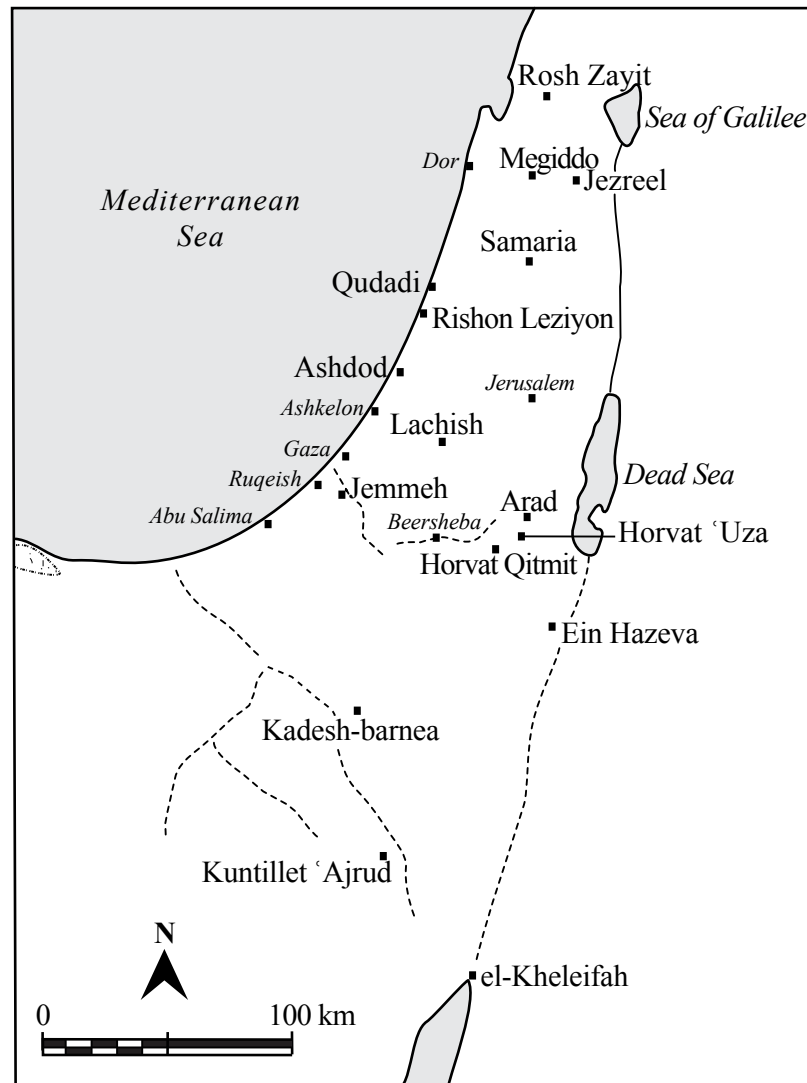 Rosh Zayit
Sea of Galilee
Dor
Megiddo
Jezreel
Mediterranean
Sea
Samaria
Qudadi
Rishon Leziyon
Ashdod
Jerusalem
Ashkelon
Lachish
Gaza
Dead Sea
Ruqeish
Jemmeh
Arad
Abu Salima
Beersheba
Horvat ‘Uza
Horvat Qitmit
Ein Hazeva
Kadesh-barnea
Kuntillet ‘Ajrud
N
el-Kheleifah
0 100 km